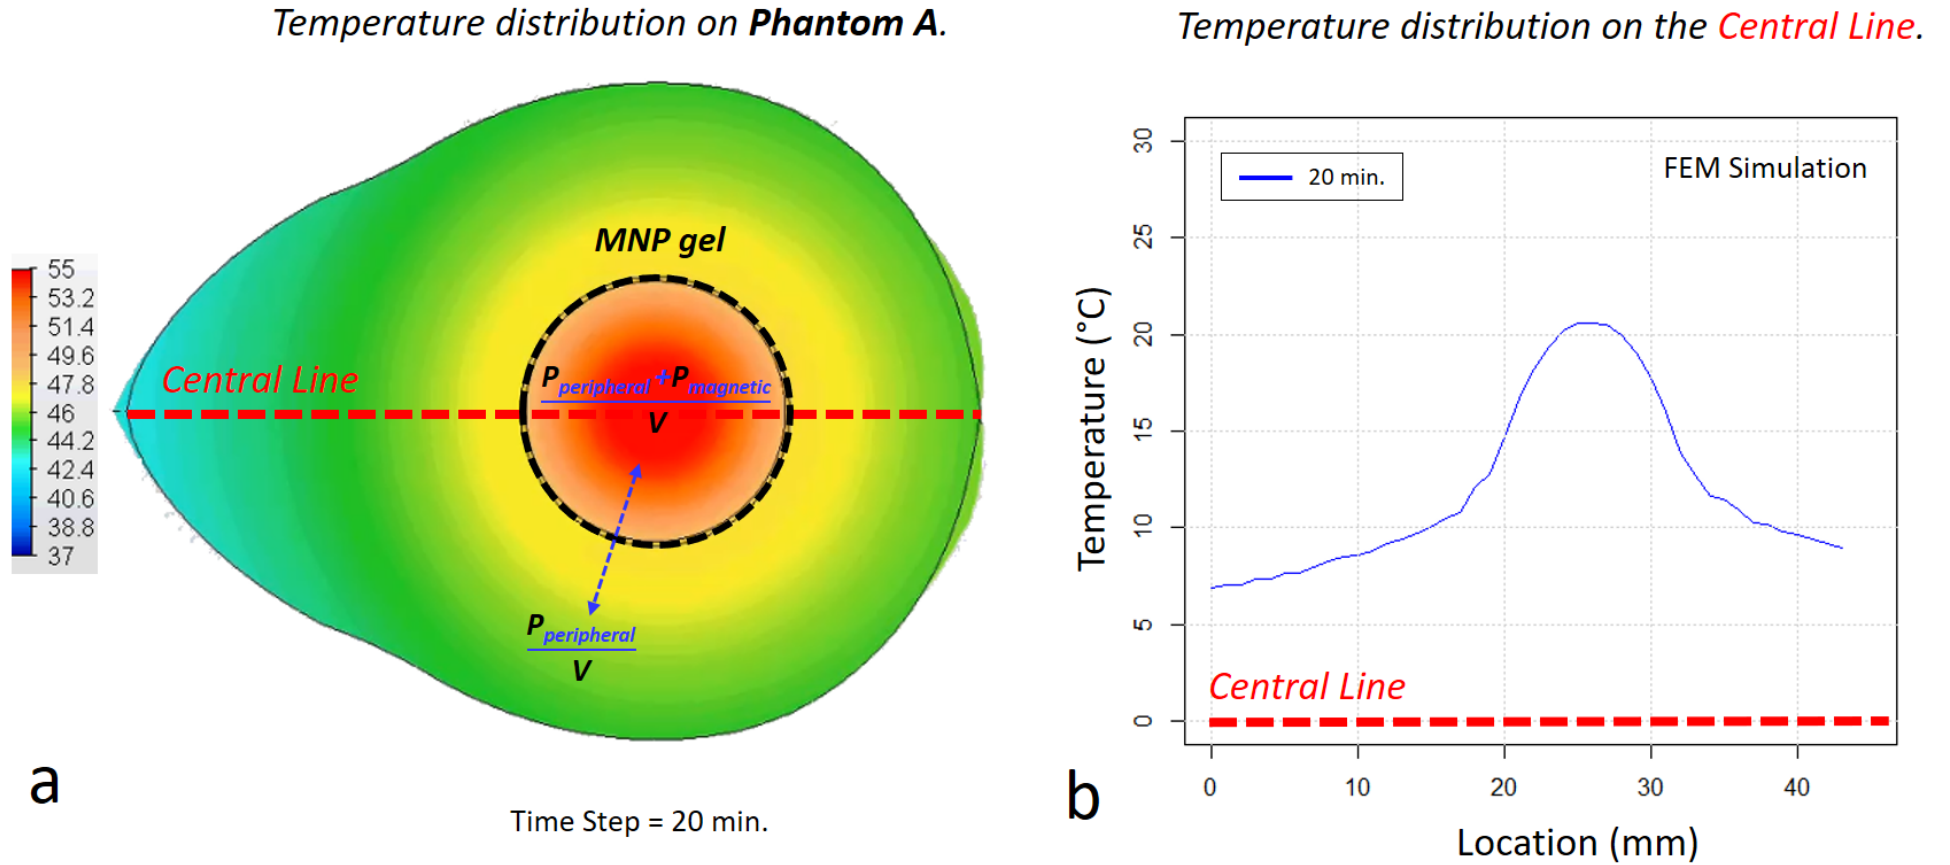 Temperature distribution on Phantom A.
MNP gel
Central Line
Pperipheral +Pmagnetic
V
Pperipheral
V
55
53.2
51.4
49.6
47.8
46
44.2
42.4
40.6
38.8
37
a
Time Step = 20 min.
Temperature distribution on the Central Line.
20 min.
FEM Simulation
Temperature (°C)
30
25
20
15
10
5
0
Central Line
0 10 20 30 40
Location (mm)
b